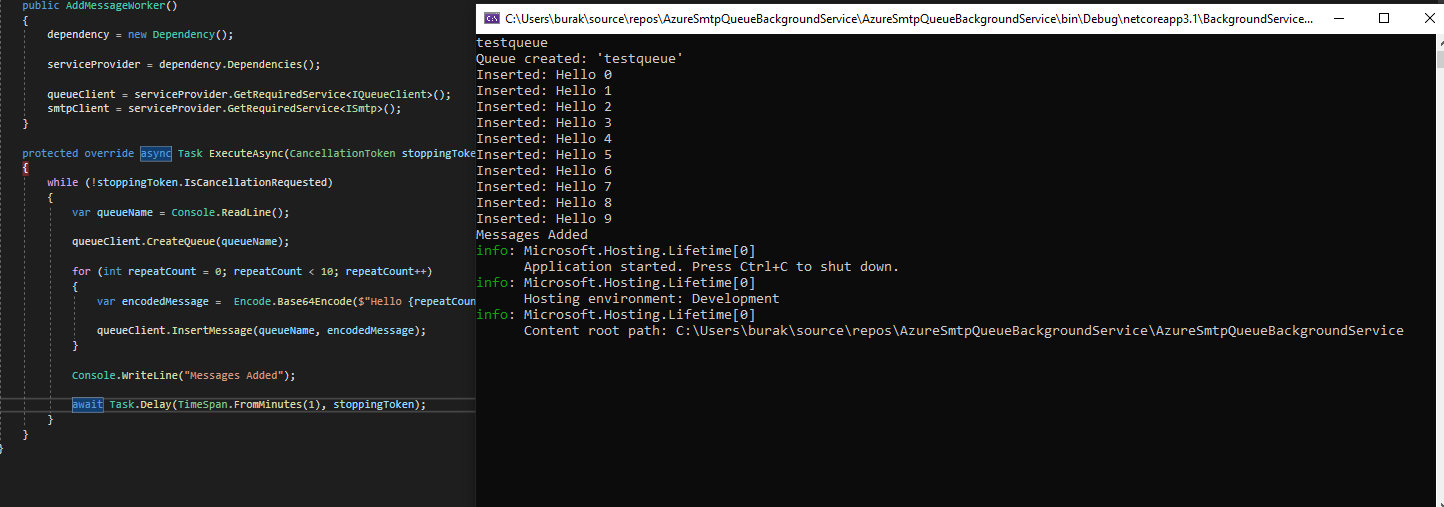 public AddMessageWorker()
{
dependency = new Dependency();
serviceProvider = dependency.Dependencies();
queueClient = serviceProvider.GetRequiredService<IQueueClient>();
smtpClient = serviceProvider.GetRequiredService<ISmtp>();
}
protected override async Task ExecuteAsync(CancellationToken stoppingToke
{
while (!stoppingToken.IsCancellationRequested)
{
var queueName = Console.ReadLine();
queueClient.CreateQueue(queueName);
for (int repeatCount = 0; repeatCount < 10; repeatCount++)
{
var encodedMessage = Encode.Base64Encode($"Hello {repeatCoun
queueClient.InsertMessage(queueName, encodedMessage);
}
Console.WriteLine("Messages Added");
await Task.Delay(TimeSpan.FromMinutes(1), stoppingToken);
}
}
}
C:\Users\burak\source\repos\AzureSmtpQueueBackgroundService\AzureSmtpQueueBackgroundService\bin\Debug\netcoreapp3.1\BackgroundService...
testqueue
Queue created: 'testqueue'
Inserted: Hello 0
Inserted: Hello 1
Inserted: Hello 2
Inserted: Hello 3
Inserted: Hello 4
Inserted: Hello 5
Inserted: Hello 6
Inserted: Hello 7
Inserted: Hello 8
Inserted: Hello 9
Messages Added
info: Microsoft.Hosting.Lifetime[0]
Application started. Press Ctrl+C to shut down.
info: Microsoft.Hosting.Lifetime[0]
Hosting environment: Development
info: Microsoft.Hosting.Lifetime[0]
Content root path: C:\Users\burak\source\repos\AzureSmtpQueueBackgroundService\AzureSmtpQueueBackgroundService